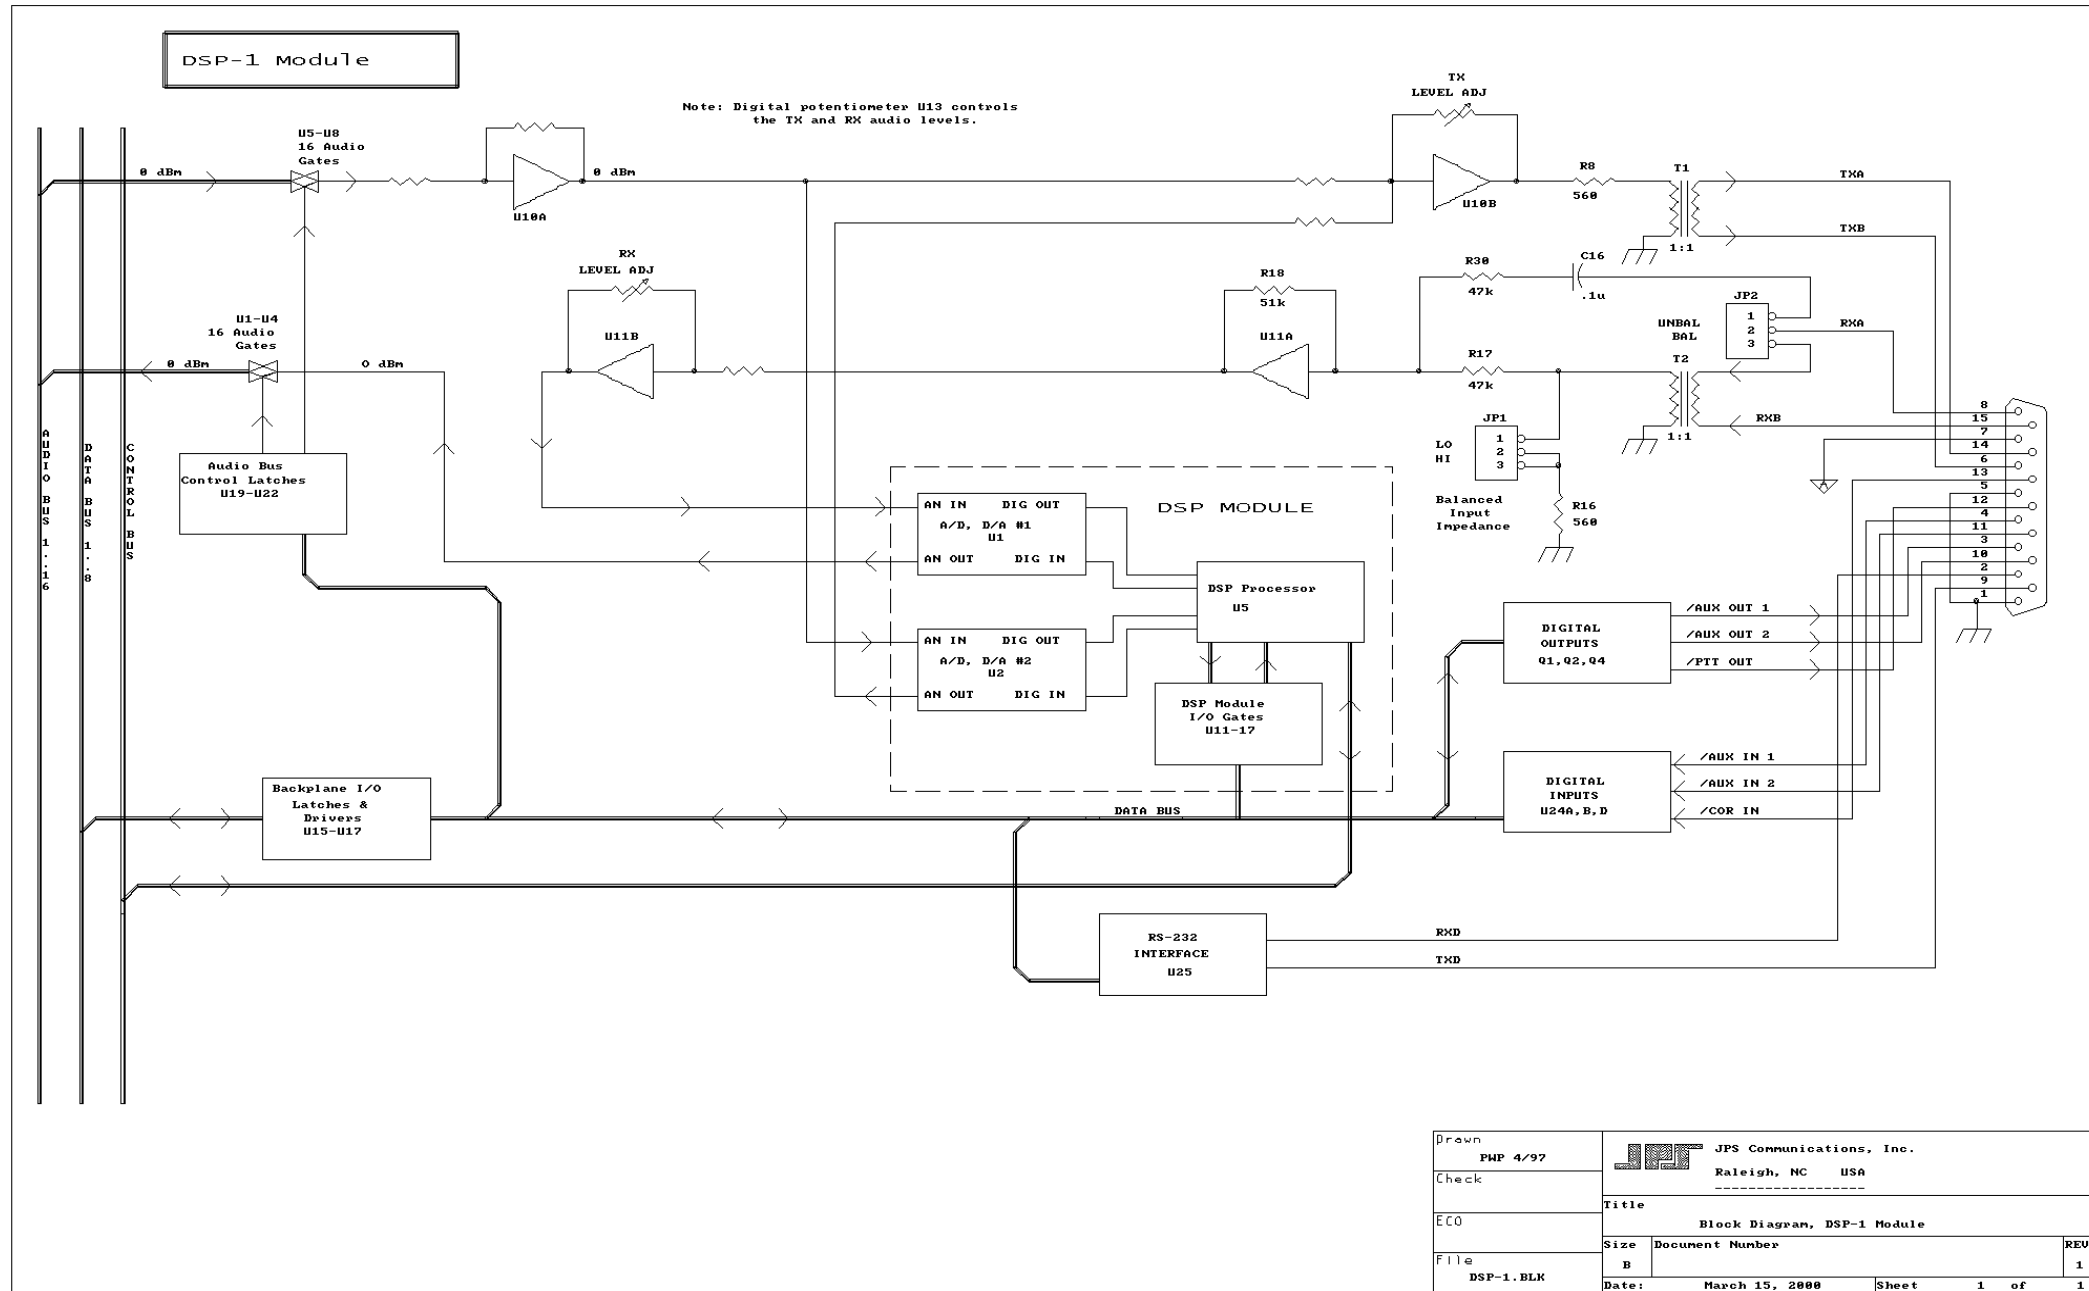 DSP-1 Module
Note: Digital potentiometer U13 controls
the TX and RX audio levels.
TX
LEVEL ADJ
U5-U8
16 Audio
Gates
0 dBm
U10A
0 dBm
U10B
R8
560
T1
1:1
TXA
TXB
RX
LEVEL ADJ
U11B
R18
51k
U11A
R30
47k
C16
.1u
JP2
1
2
3
UNBAL
BAL
RXA
U1-U4
16 Audio
Gates
0 dBm
O dBm
R17
47k
T2
1:1
RXB
JP1
1
2
3
LO
HI
Balanced
Input
Impedance
R16
560
8
15
7
14
6
13
5
12
4
11
3
10
2
9
1
AUDIO BUS 1..16
DATA BUS 1..8
CONTROL BUS
Audio Bus
Control Latches
U19-U22
DSP MODULE
AN IN DIG OUT
A/D, D/A #1
U1
AN OUT DIG IN
DSP Processor
U5
AN IN DIG OUT
A/D, D/A #2
U2
AN OUT DIG IN
DSP Module
I/O Gates
U11-17
DIGITAL
OUTPUTS
Q1,Q2,Q4
/AUX OUT 1
/AUX OUT 2
/PTT OUT
DIGITAL
INPUTS
U24A,B,D
/AUX IN 1
/AUX IN 2
/COR IN
Backplane I/O
Latches &
Drivers
U15-U17
DATA BUS
RS-232
INTERFACE
U25
RXD
TXD
Drawn
PWP 4/97
Check
ECO
File
DSP-1.BLK
JPS
JPS Communications, Inc.
Raleigh, NC USA
Title
Block Diagram, DSP-1 Module
Size
B
Document Number
REV
1
Date: March 15, 2000
Sheet 1 of 1